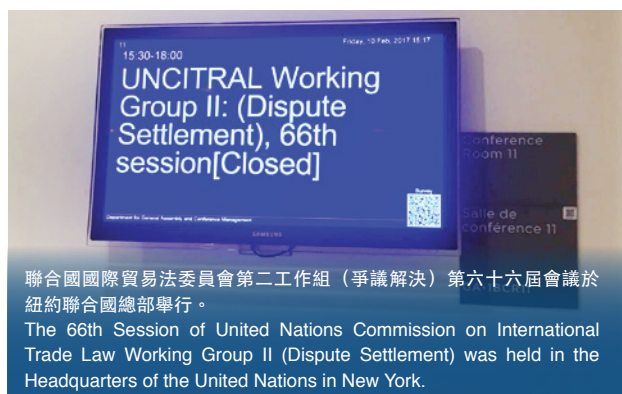 11
Friday, 10 Feb, 2017 15:17
15:30-18:00
UNCITRAL Working
Group II: (Dispute
Settlement), 66th
session[Closed]
Survey
Department for General Assembly and Conference Management
SAMSUNG
Conference
Room 11
Salle de
conférence 11
聯合國國際貿易法委員會第二工作組（爭議解決）第六十六屆會議於
紐約聯合國總部舉行。
The 66th Session of United Nations Commission on International
Trade Law Working Group II (Dispute Settlement) was held in the
Headquarters of the United Nations in New York.